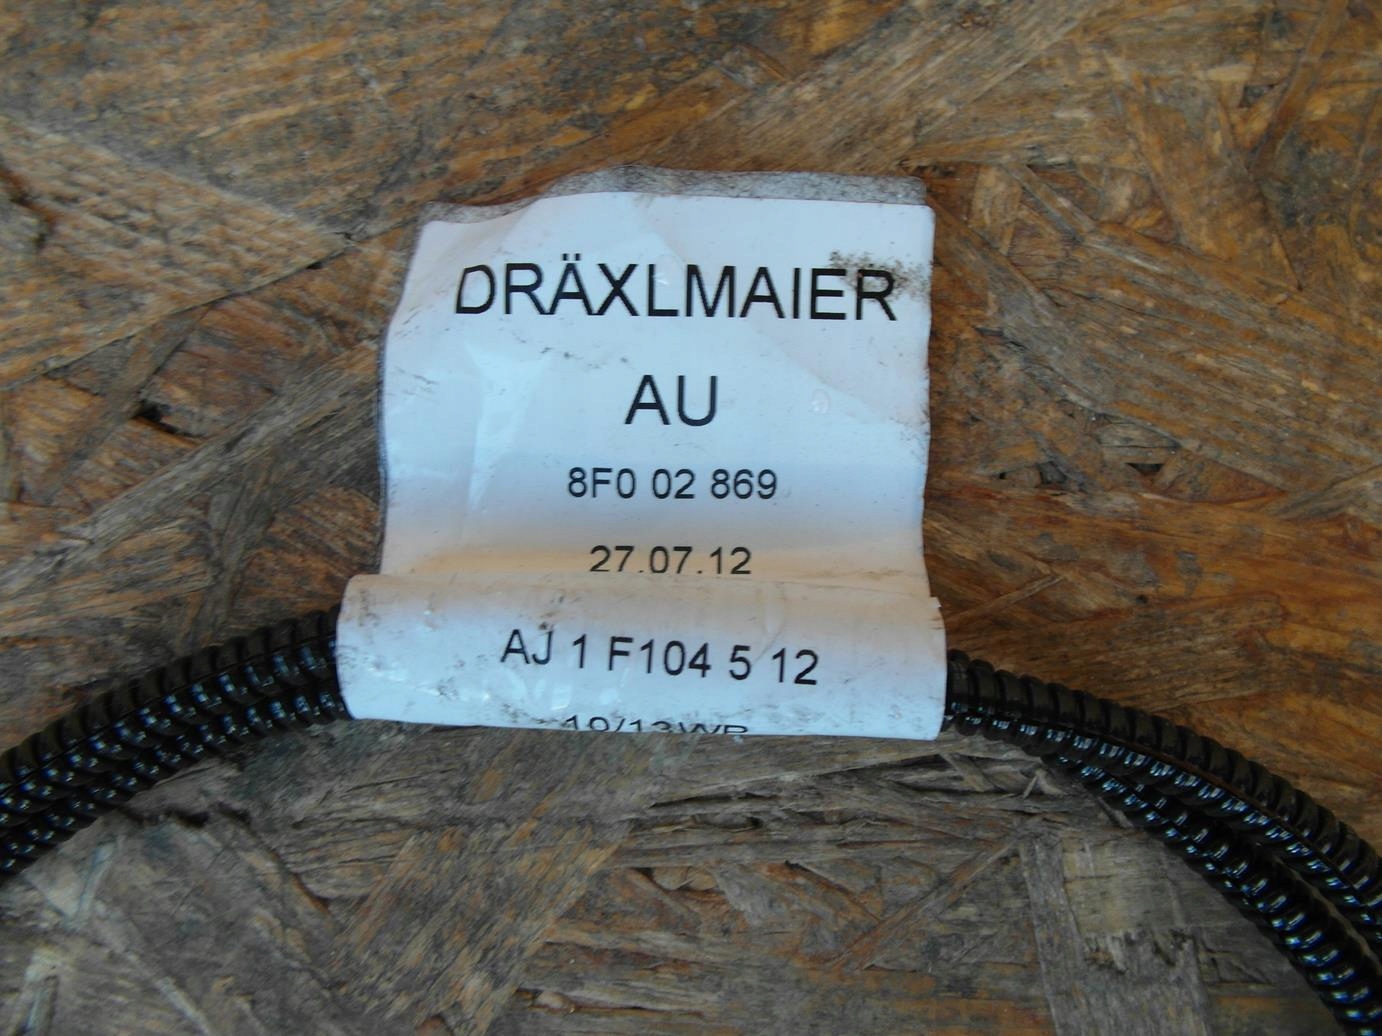 DRÄXLMAIER
AU
8F0 02 869
27.07.12
AJ 1 F104 5 12